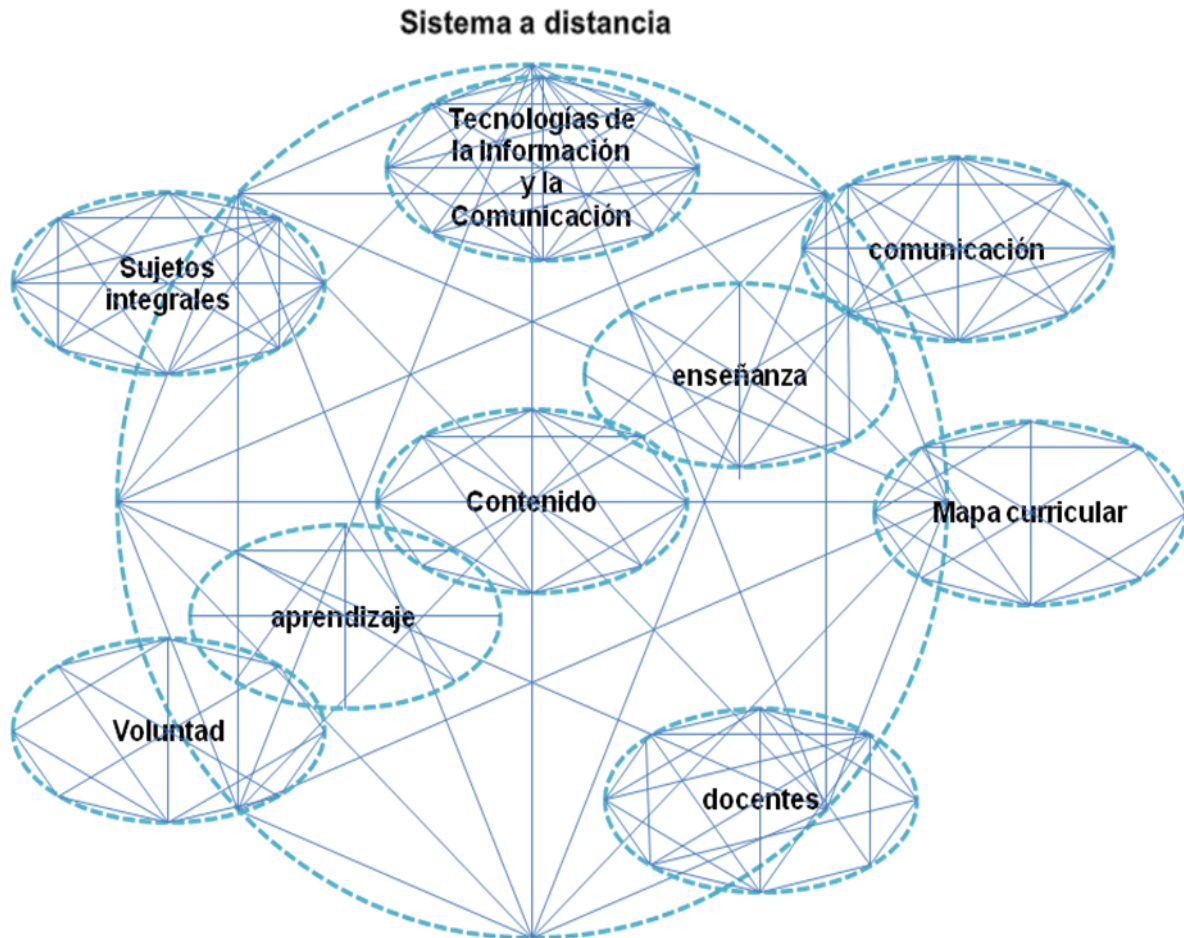 Sistema a distancia
Tecnologías de
la Información
y la
Comunicación
comunicación
Sujetos
integrales
enseñanza
Contenido
Mapa curricular
aprendizaje
Voluntad
docentes